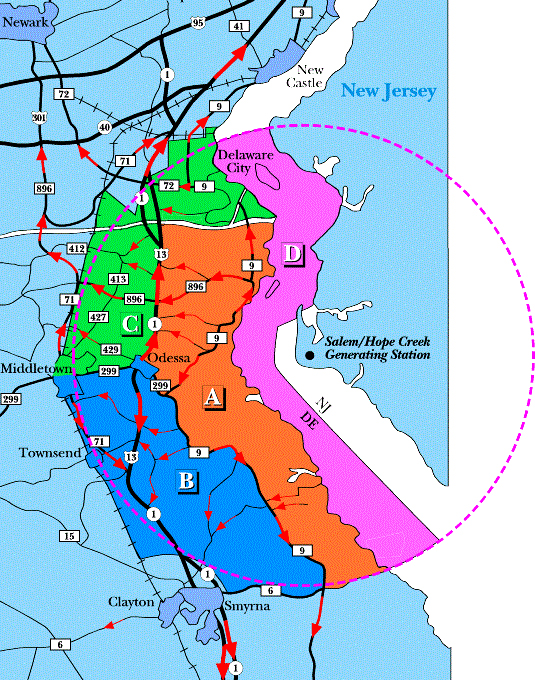 9
Newark
95
41
1
New
Castle
72
New Jersey
9
301
40
71
Delaware
City
896
72
9
1
412
13
D
9
413
896
71
896
427
C
1
9
Salem/Hope Creek
Generating Station
429
Odessa
Middletown
299
299
299
A
NJ
DE
71
Townsend
13
9
B
1
15
9
1
6
Clayton
Smyrna
6
1